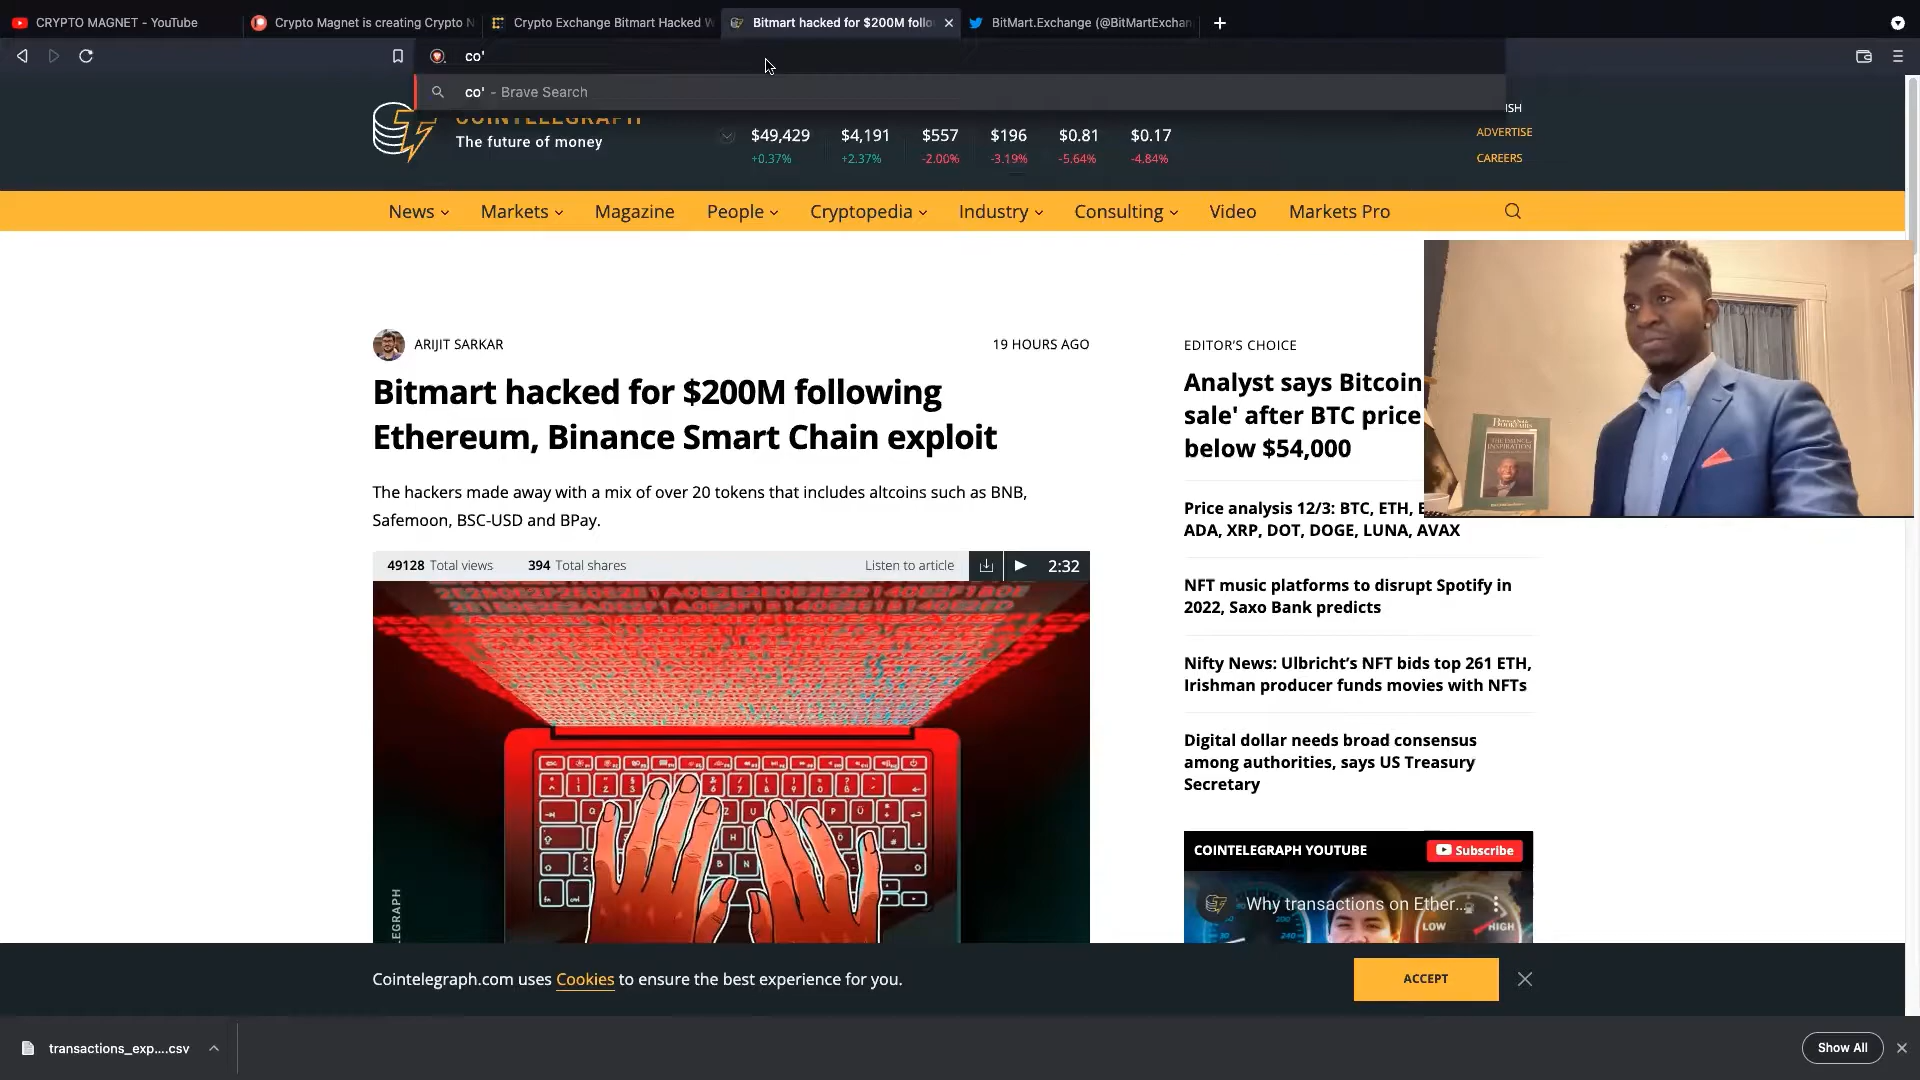 CRYPTO MAGNET - YouTube
Crypto Magnet is creating Crypto N
Crypto Exchange Bitmart Hacked W
Bitmart hacked for $200M follo
BitMart.Exchange (@BitMartExchan
co'
co' - Brave Search
COINTELEGRAPH
The future of money
$49,429 $4,191 $557 $196 $0.81 $0.17
+0.37% +2.37% -2.00% -3.19% -5.64% -4.84%
ISH
ADVERTISE
CAREERS
News Markets Magazine People Cryptopedia Industry Consulting Video Markets Pro
ARIJIT SARKAR
19 HOURS AGO
Bitmart hacked for $200M following
Ethereum, Binance Smart Chain exploit
The hackers made away with a mix of over 20 tokens that includes altcoins such as BNB,
Safemoon, BSC-USD and BPay.
49128 Total views 394 Total shares Listen to article 2:32
EDITOR'S CHOICE
Analyst says Bitcoin
sale' after BTC price
below $54,000
Price analysis 12/3: BTC, ETH,
ADA, XRP, DOT, DOGE, LUNA, AVAX
NFT music platforms to disrupt Spotify in
2022, Saxo Bank predicts
Nifty News: Ulbricht's NFT bids top 261 ETH,
Irishman producer funds movies with NFTs
Digital dollar needs broad consensus
among authorities, says US Treasury
Secretary
COINTELEGRAPH YOUTUBE
Subscribe
Why transactions on Ether...
LOW
HIGH
LEGRAPH
THE PRINCE
INSPIRATION
Cointelegraph.com uses Cookies to ensure the best experience for you.
ACCEPT
transactions_exp....csv
Show All